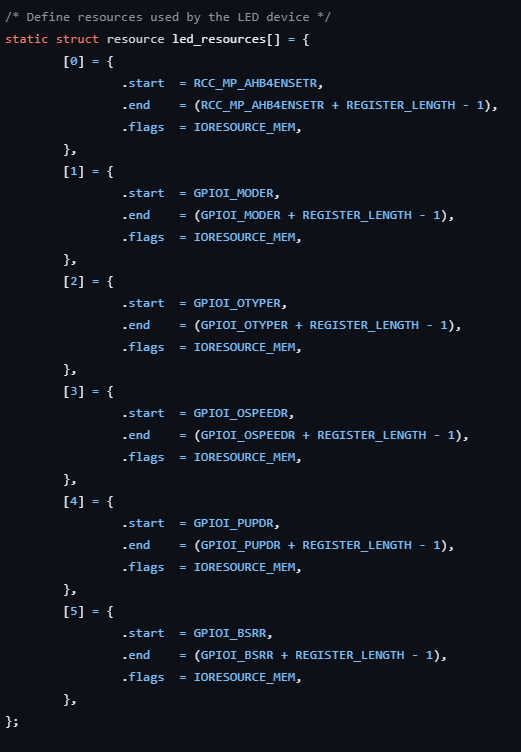 /* Define resources used by the LED device */
static struct resource led_resources[] = {
        [0] = {
                .start  = RCC_MP_AHB4ENSETR,
                .end    = (RCC_MP_AHB4ENSETR + REGISTER_LENGTH - 1),
                .flags  = IORESOURCE_MEM,
        },
        [1] = {
                .start  = GPIOI_MODER,
                .end    = (GPIOI_MODER + REGISTER_LENGTH - 1),
                .flags  = IORESOURCE_MEM,
        },
        [2] = {
                .start  = GPIOI_OTYPER,
                .end    = (GPIOI_OTYPER + REGISTER_LENGTH - 1),
                .flags  = IORESOURCE_MEM,
        },
        [3] = {
                .start  = GPIOI_OSPEEDR,
                .end    = (GPIOI_OSPEEDR + REGISTER_LENGTH - 1),
                .flags  = IORESOURCE_MEM,
        },
        [4] = {
                .start  = GPIOI_PUPDR,
                .end    = (GPIOI_PUPDR + REGISTER_LENGTH - 1),
                .flags  = IORESOURCE_MEM,
        },
        [5] = {
                .start  = GPIOI_BSRR,
                .end    = (GPIOI_BSRR + REGISTER_LENGTH - 1),
                .flags  = IORESOURCE_MEM,
        },
};